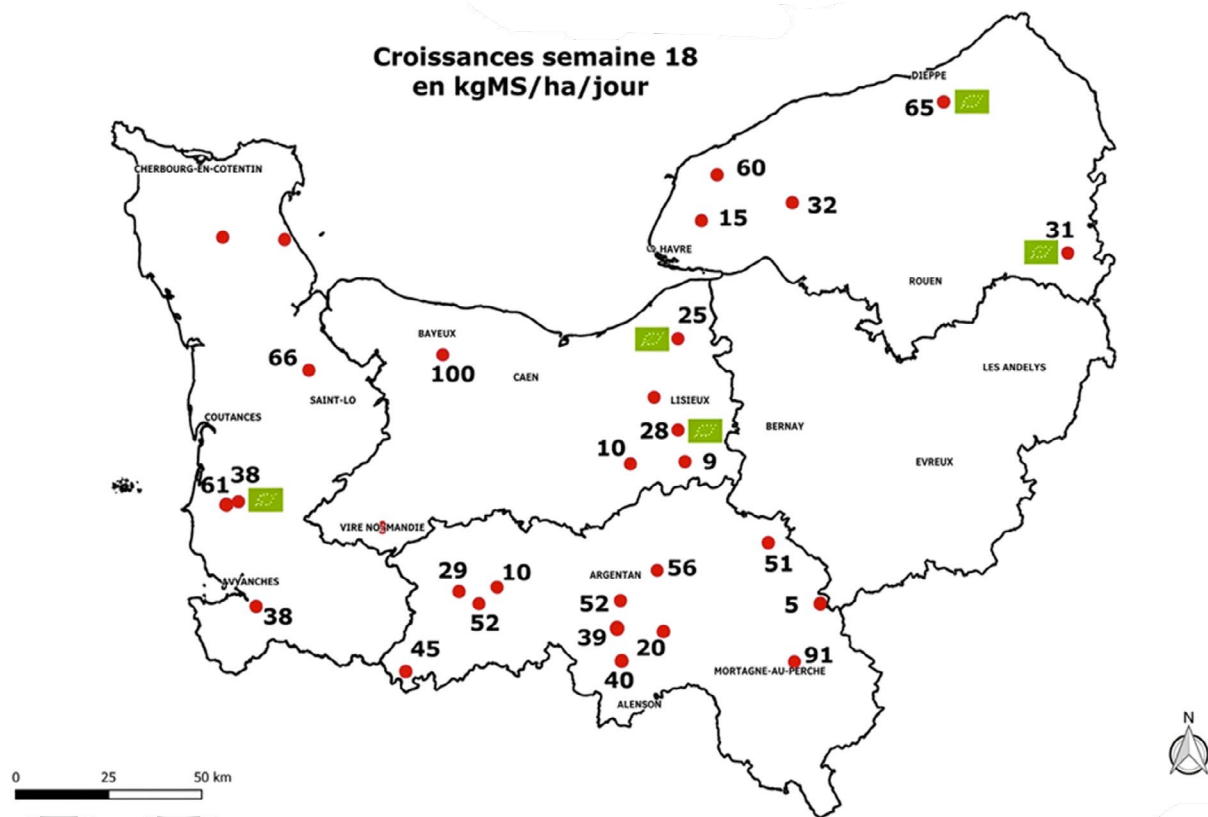 Croissances semaine 18
en kgMS/ha/jour
DIEPPE
65
CHERBOURG-EN-COTENTIN
60
32
15
31
HAVRE
ROUEN
25
BAYEUX
100
CAEN
66
SAINT-LO
LES ANDELYS
LISIEUX
COUTANCES
BERNAY
28
10
9
EVREUX
61
38
VIRE NORMANDIE
51
AVVANCHES
38
29
10
52
ARGENTAN
56
52
5
39
20
45
40
91
MORTAGNE-AU-PERCHE
ALENSON
N
0 25 50 km